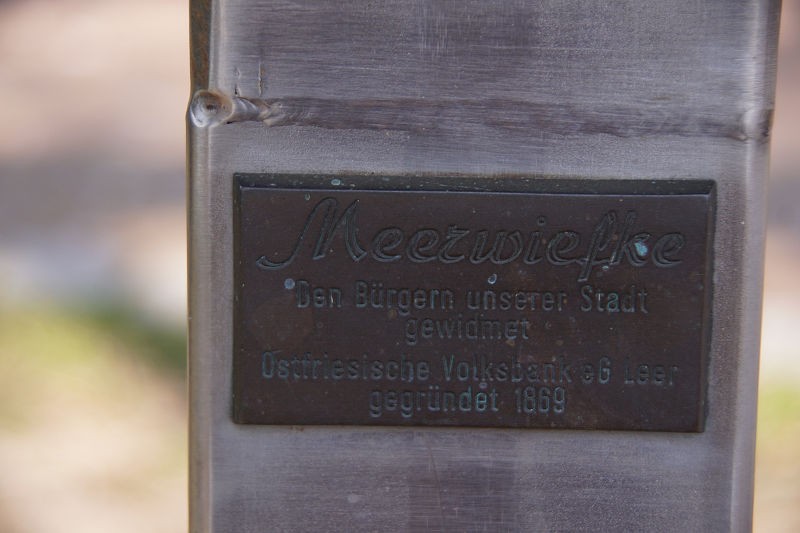 Meerwiefke
Den Bürgern unserer Stadt
gewidmet
Ostfriesische Volksbank eG Leer
gegründet 1869